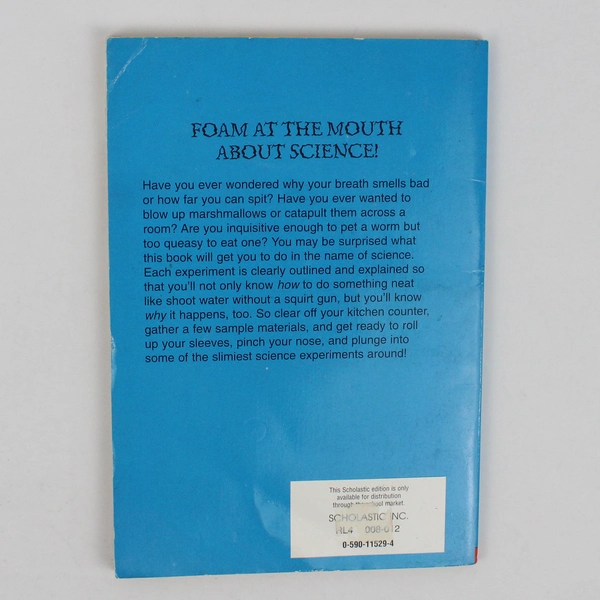 FOAM AT THE MOUTH
ABOUT SCIENCE!
Have you ever wondered why your breath smells bad
or how far you can spit? Have you ever wanted to
blow up marshmallows or catapult them across a
room? Are you inquisitive enough to pet a worm but
too queasy to eat one? You may be surprised what
this book will get you to do in the name of science.
Each experiment is clearly outlined and explained so
that you'll not only know how to do something neat
like shoot water without a squirt gun, but you'll know
why it happens, too. So clear off your kitchen counter,
gather a few sample materials, and get ready to roll
up your sleeves, pinch your nose, and plunge into
some of the slimiest science experiments around!
This Scholastic edition is only
available for distribution
through the market.
SCHOLASTIC INC.
RL4
0-590-11529-4